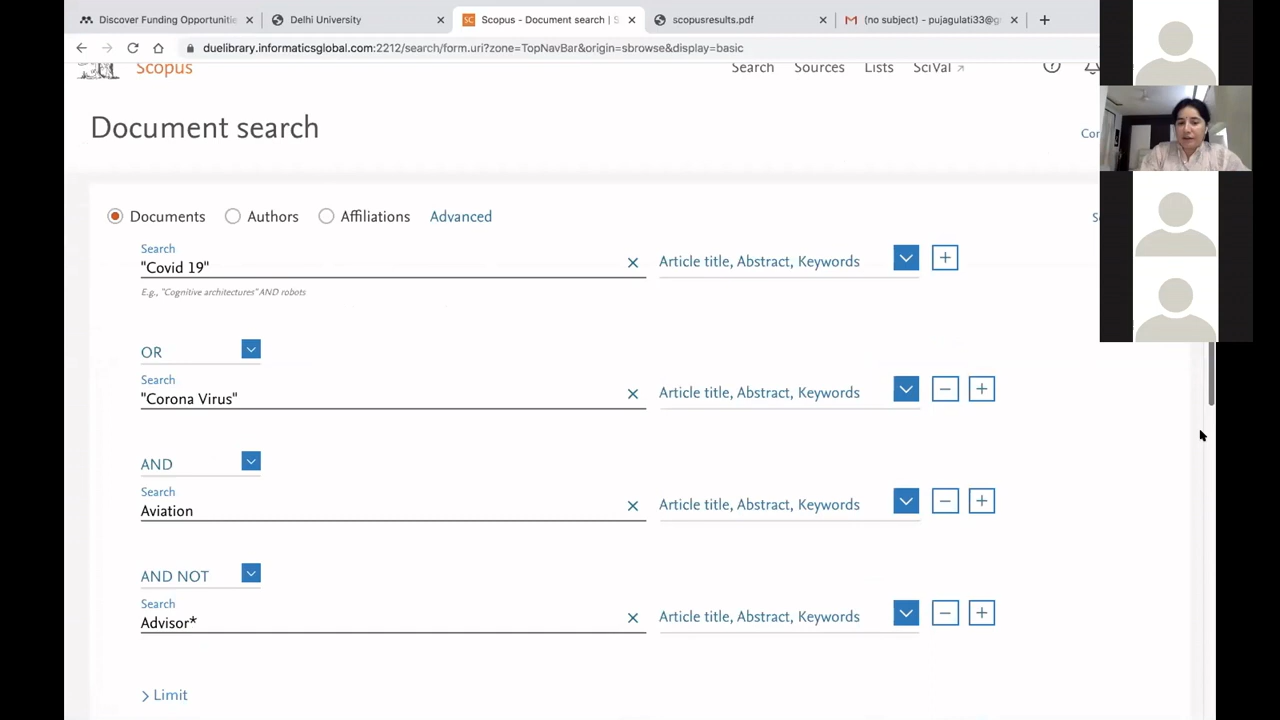 Discover Funding Opportunities
Delhi University
Scopus - Document search | S
scopusresults.pdf
(no subject) - pujagulati33@g
duelibrary.informaticsglobal.com:2212/search/form.uri?zone=TopNavBar&origin=sbrowse&display=basic
Scopus
Search
Sources
Lists
SciVal
Document search
Documents
Authors
Affiliations
Advanced
Search
"Covid 19"
Article title, Abstract, Keywords
E.g., "Cognitive architectures" AND robots
OR
Search
"Corona Virus"
Article title, Abstract, Keywords
AND
Search
Aviation
Article title, Abstract, Keywords
AND NOT
Search
Advisor*
Article title, Abstract, Keywords
Limit